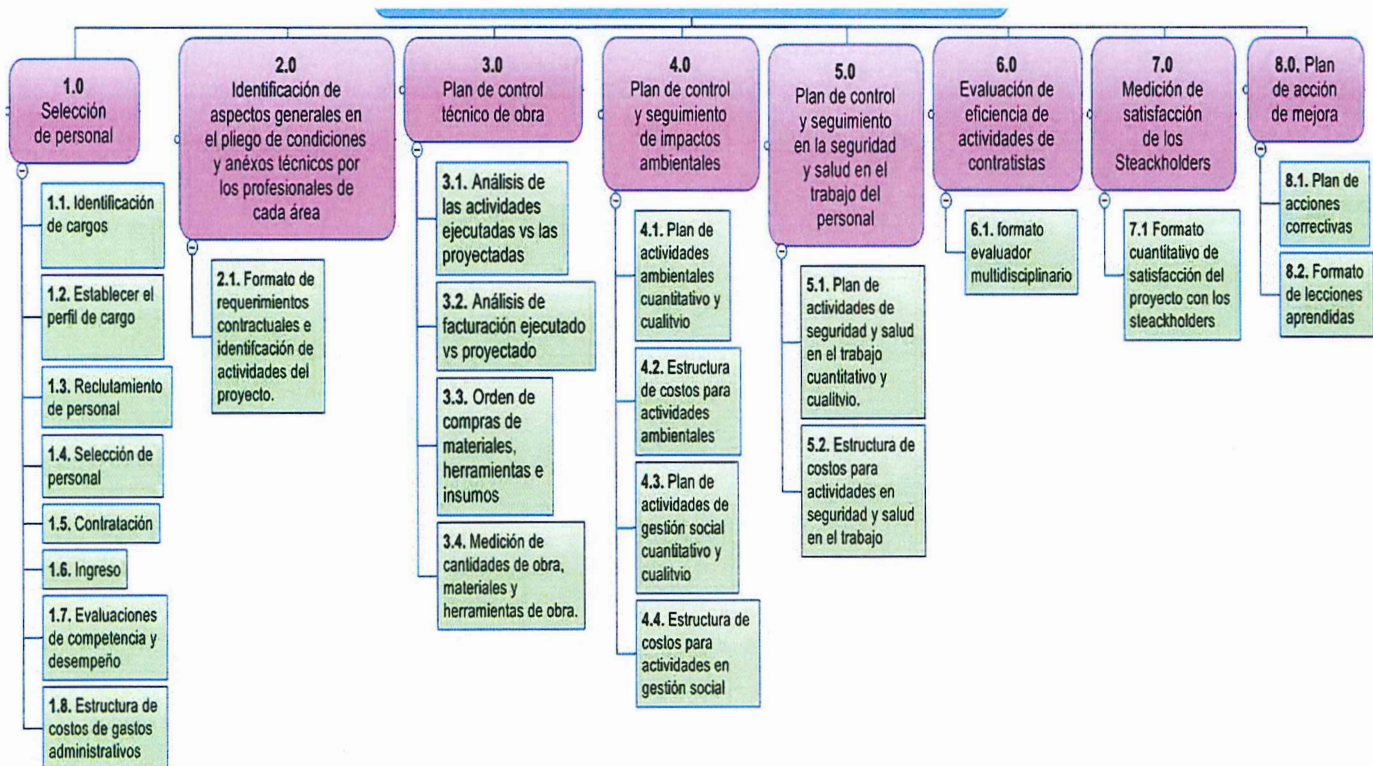 1.0
Selección
de personal
1.1. Identificación
de cargos
1.2. Establecer el
perfil de cargo
1.3. Reclutamiento
de personal
1.4. Selección de
personal
1.5. Contratación
1.6. Ingreso
1.7. Evaluaciones
de competencia y
desempeño
1.8. Estructura de
costos de gastos
administrativos
2.0
Identificación de
aspectos generales en
el pliego de condiciones
y anéxos técnicos por
los profesionales de
cada área
2.1. Formato de
requerimientos
contractuales e
identifcación de
actividades del
proyecto.
3.0
Plan de control
técnico de obra
3.1. Análisis de
las actividades
ejecutadas vs las
proyectadas
3.2. Análisis de
facturación ejecutado
vs proyectado
3.3. Orden de
compras de
materiales,
herramientas e
insumos
3.4. Medición de
cantidades de obra,
materiales y
herramientas de obra.
4.0
Plan de control
y seguimiento
de impactos
ambientales
4.1. Plan de
actividades
ambientales
cuantitativo y
cualitvio
4.2. Estructura
de costos para
actividades
ambientales
4.3. Plan de
actividades de
gestión social
cuantitativo y
cualitvio
4.4. Estructura de
costos para
actividades en
gestión social
5.0
Plan de control
y seguimiento
en la seguridad
y salud en el
trabajo del
personal
5.1. Plan de
actividades de
seguridad y salud
en el trabajo
cuantitativo y
cualitvio.
5.2. Estructura de
costos para
actividades en
seguridad y salud
en el trabajo
6.0
Evaluación de
eficiencia de
actividades de
contratistas
6.1. formato
evaluador
multidisciplinario
7.0
Medición de
satisfacción
de los
Steackholders
7.1 Formato
cuantitativo de
satisfacción del
proyecto con los
steackholders
8.0. Plan
de acción
de mejora
8.1. Plan de
acciones
correctivas
8.2. Formato
de lecciones
aprendidas